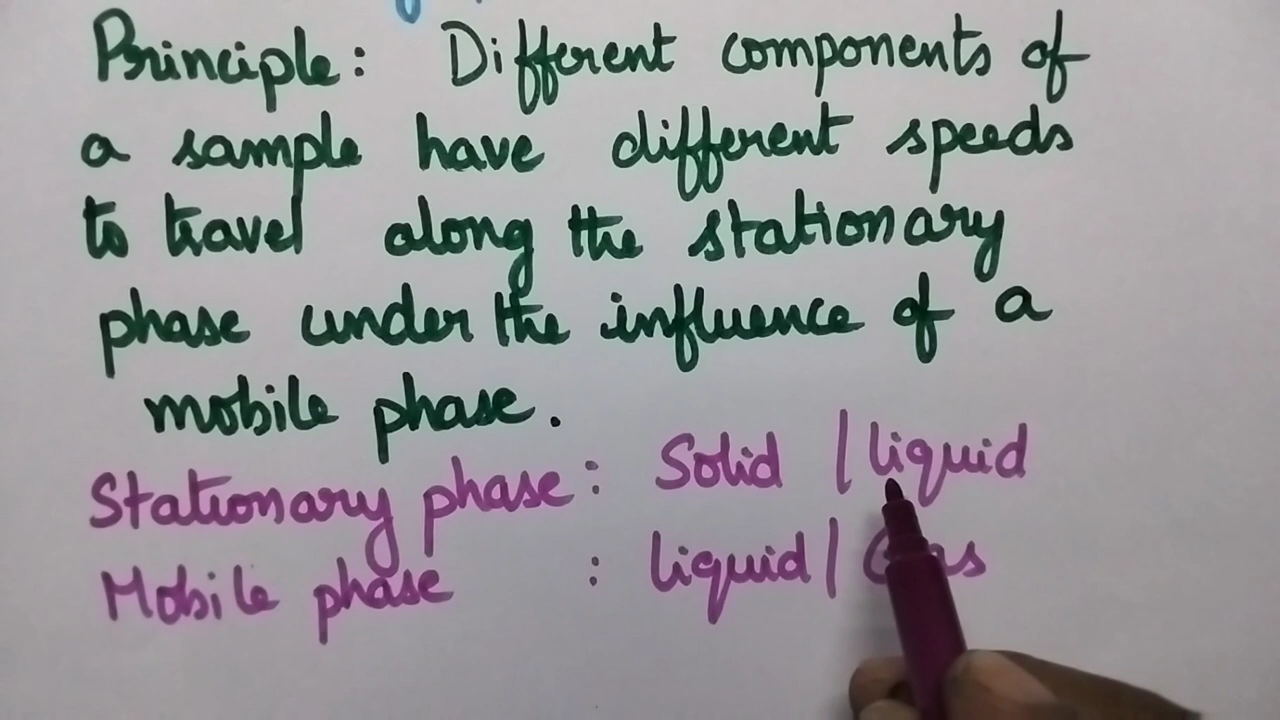 Principle: Different components of
a sample have different speeds
to travel along the stationary
phase under the influence of a
mobile phase.
Stationary phase: Solid | liquid
Mobile phase : liquid | Gas